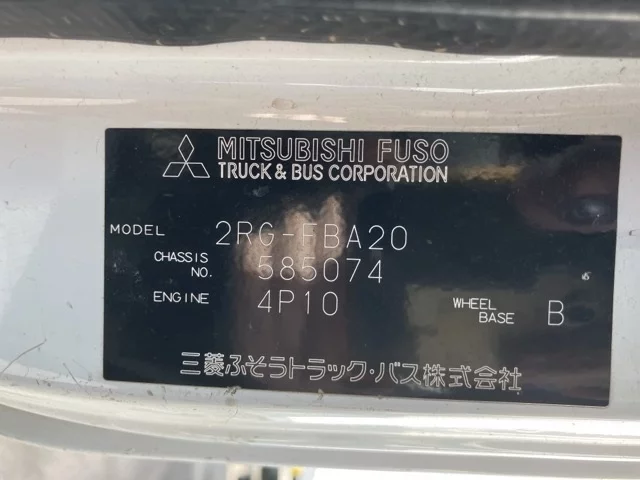 MITSUBISHI FUSO
TRUCK & BUS CORPORATION
MODEL 2RG-FBA20
CHASSIS NO. 585074
ENGINE 4P10
WHEEL BASE B
三菱ふそうトラック・バス株式会社